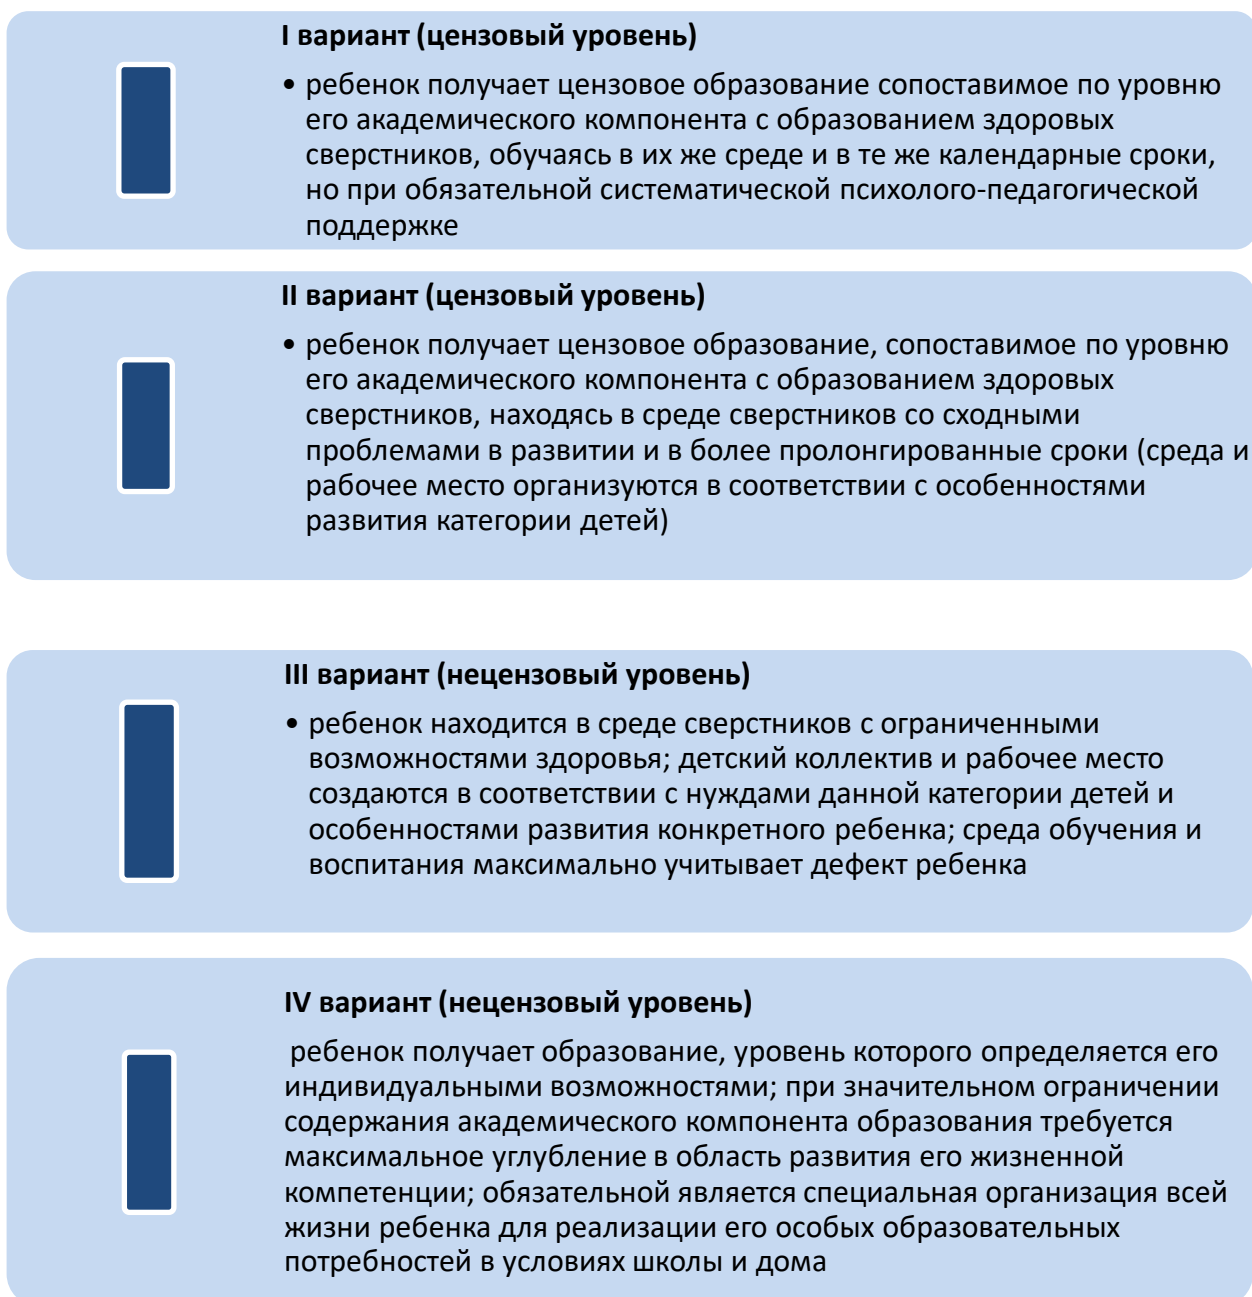 I вариант (цензовый уровень)
• ребенок получает цензовое образование сопоставимое по уровню
его академического компонента с образованием здоровых
сверстников, обучаясь в их же среде и в те же календарные сроки,
но при обязательной систематической психолого-педагогической
поддержке
II вариант (цензовый уровень)
• ребенок получает цензовое образование, сопоставимое по уровню
его академического компонента с образованием здоровых
сверстников, находясь в среде сверстников со сходными
проблемами в развитии и в более пролонгированные сроки (среда и
рабочее место организуются в соответствии с особенностями
развития категории детей)
III вариант (нецензовый уровень)
• ребенок находится в среде сверстников с ограниченными
возможностями здоровья; детский коллектив и рабочее место
создаются в соответствии с нуждами данной категории детей и
особенностями развития конкретного ребенка; среда обучения и
воспитания максимально учитывает дефект ребенка
IV вариант (нецензовый уровень)
ребенок получает образование, уровень которого определяется его
индивидуальными возможностями; при значительном ограничении
содержания академического компонента образования требуется
максимальное углубление в область развития его жизненной
компетенции; обязательной является специальная организация всей
жизни ребенка для реализации его особых образовательных
потребностей в условиях школы и дома